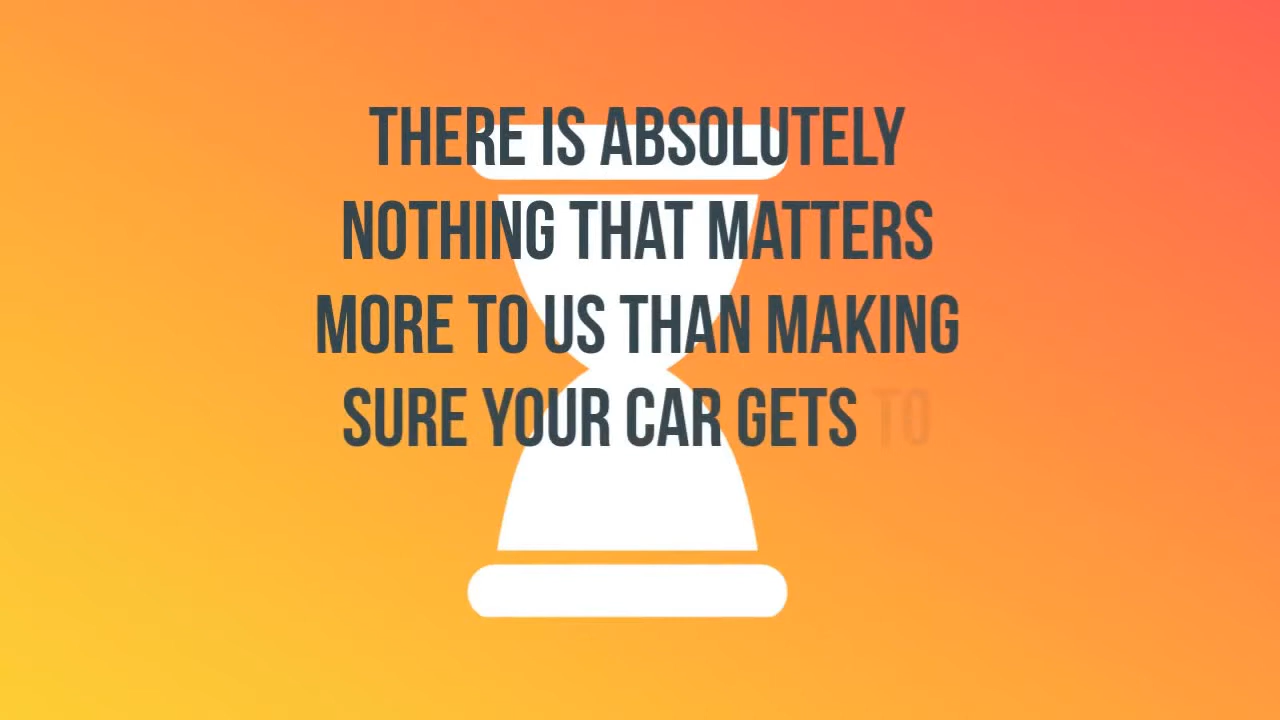 THERE IS ABSOLUTELY
NOTHING THAT MATTERS
MORE TO US THAN MAKING
SURE YOUR CAR GETS TO